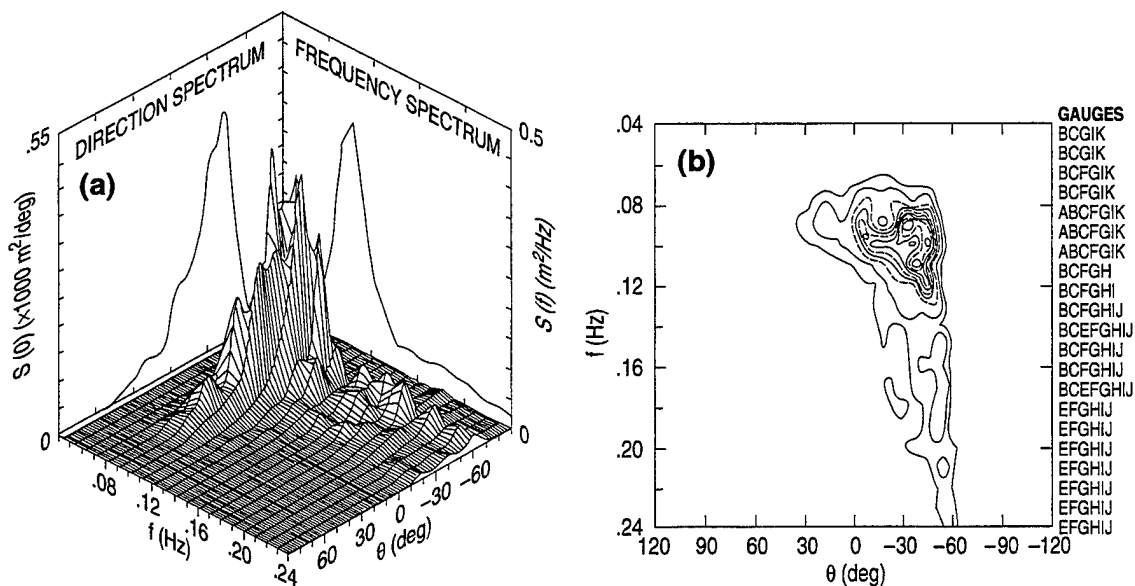 DIRECTION SPECTRUM
FREQUENCY SPECTRUM
(a)
.55
S (0) (x1000 m²/deg)
0
0.5
S(f) (m²/Hz)
0
.08
.12
.16
.20
.24
f (Hz)
60
30
0
-30
-60
θ (deg)
(b)
.04
.08
.12
.16
.20
.24
f (Hz)
120 90 60 30 0 -30 -60 -90 -120
θ (deg)
GAUGES
BCGIK
BCGIK
BCFGIK
BCFGIK
ABCFGIK
ABCFGIK
ABCFGIK
BCFGH
BCFGHI
BCFGHIJ
BCEFGHIJ
BCFGHIJ
BCFGHIJ
BCEFGHIJ
EFGHIJ
EFGHIJ
EFGHIJ
EFGHIJ
EFGHIJ
EFGHIJ
EFGHIJ